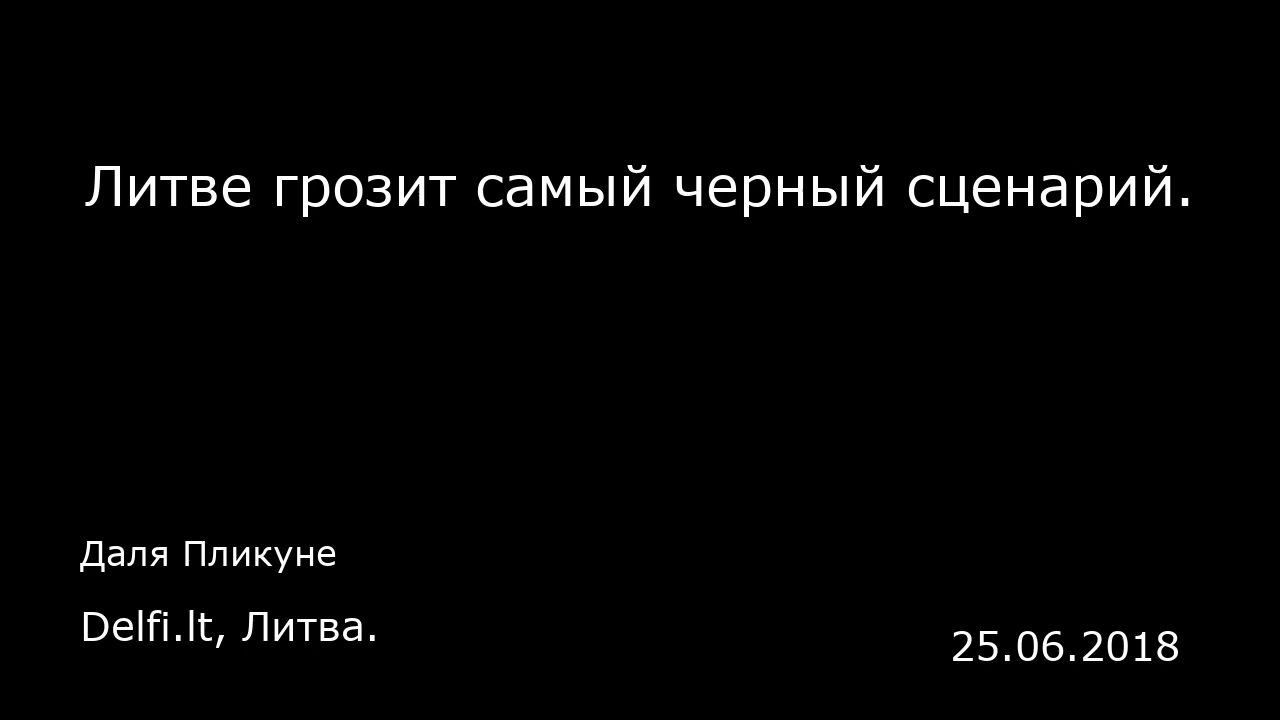 Литве грозит самый черный сценарий.
Даля Пликуне
Delfi.lt, Литва.
25.06.2018